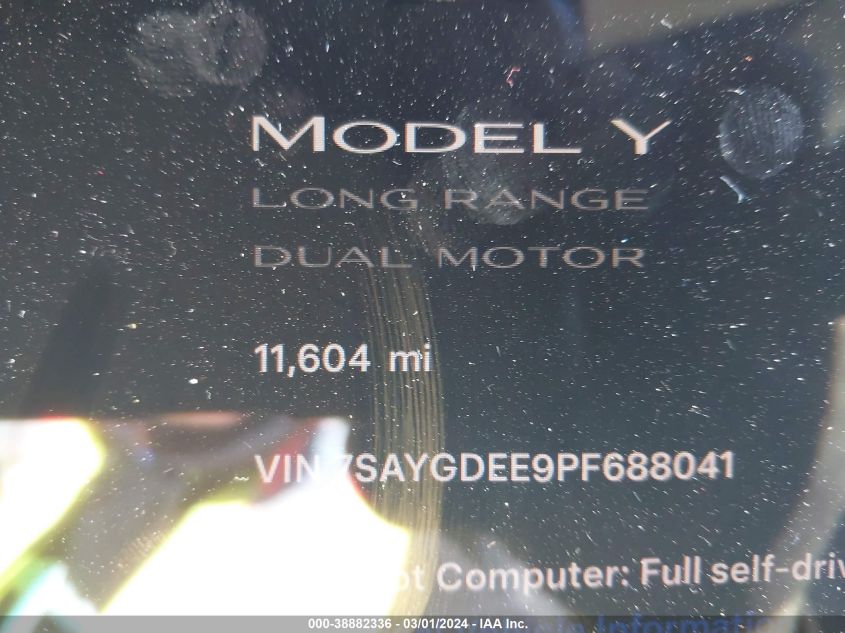 MODEL Y
LONG RANGE
DUAL MOTOR
11,604 mi
VIN 7SAYGDEE9PF688041
Computer: Full self-driv
Information
000-38882336 - 03/01/2024 - IAA Inc.